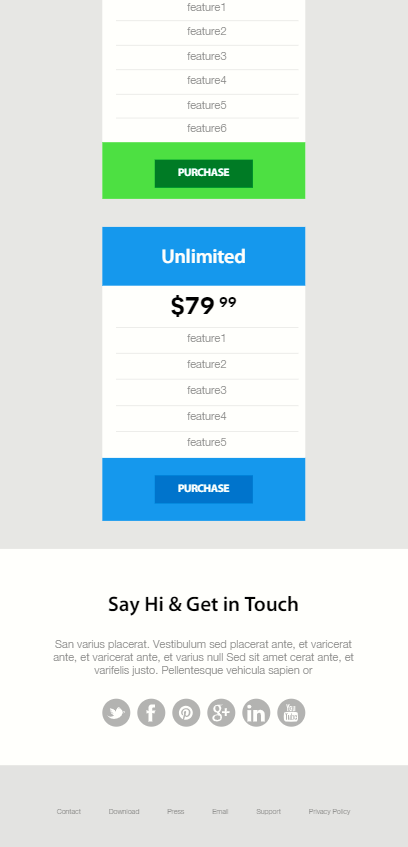 feature1
feature2
feature3
feature4
feature5
feature6
PURCHASE
Unlimited
$79 99
feature1
feature2
feature3
feature4
feature5
PURCHASE
Say Hi & Get in Touch
San varius placerat. Vestibulum sed placerat ante, et varicerat
ante, et varicerat ante, et varius null Sed sit amet cerat ante, et
varifelis justo. Pellentesque vehicula sapien or
f g+ in You Tube
Contact Download Press Email Support Privacy Policy